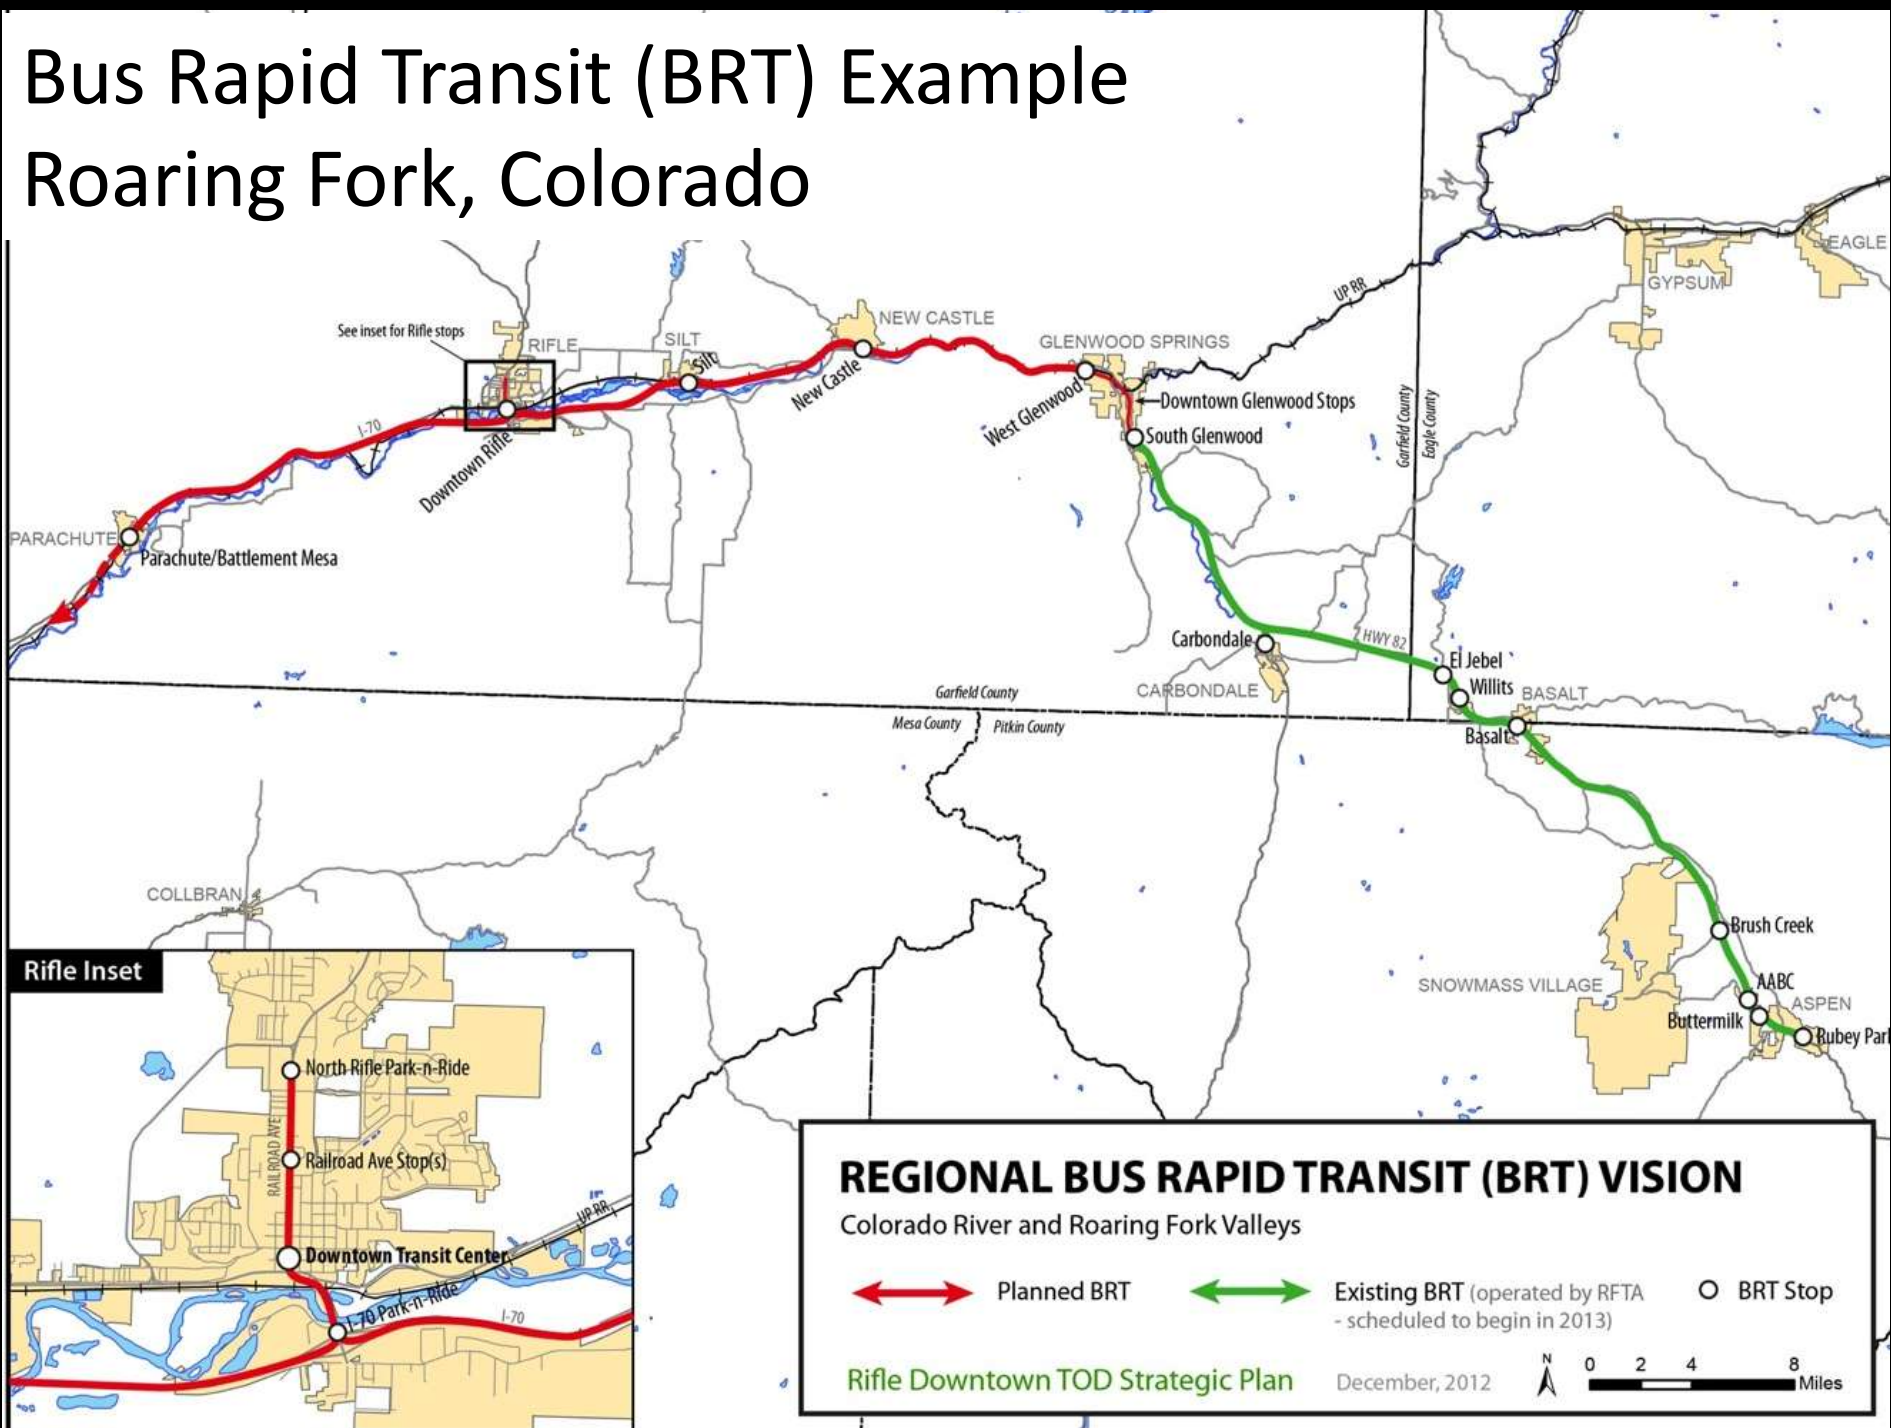 Bus Rapid Transit (BRT) Example
Roaring Fork, Colorado
EAGLE
GYPSUM
UP RR
See inset for Rifle stops
RIFLE
SILT
Silt
NEW CASTLE
New Castle
GLENWOOD SPRINGS
West Glenwood
Downtown Glenwood Stops
South Glenwood
Garfield County
Eagle County
I-70
Downtown Rifle
PARACHUTE
Parachute/Battlement Mesa
Carbondale
HWY 82
CARBONDALE
El Jebel
Willits
BASALT
Basalt
Garfield County
Mesa County
Pitkin County
COLLBRAN
Brush Creek
SNOWMASS VILLAGE
AABC
ASPEN
Buttermilk
Rubey Park
Rifle Inset
North Rifle Park-n-Ride
RAILROAD AVE
Railroad Ave Stop(s)
UP RR
Downtown Transit Center
I-70 Park-n-Ride
I-70
REGIONAL BUS RAPID TRANSIT (BRT) VISION
Colorado River and Roaring Fork Valleys
Planned BRT
Existing BRT (operated by RFTA
- scheduled to begin in 2013)
BRT Stop
Rifle Downtown TOD Strategic Plan
December, 2012
N
0 2 4 8
Miles